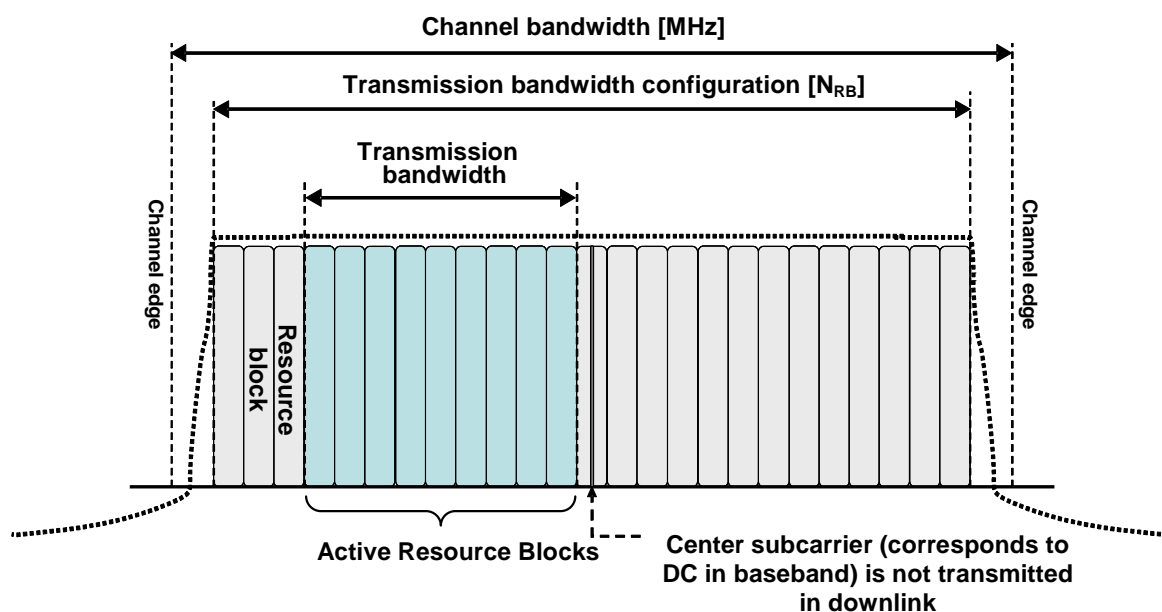 Channel bandwidth [MHz]
Transmission bandwidth configuration [NRB]
Transmission
bandwidth
Channel edge
Channel edge
Resource
block
Active Resource Blocks
Center subcarrier (corresponds to
DC in baseband) is not transmitted
in downlink